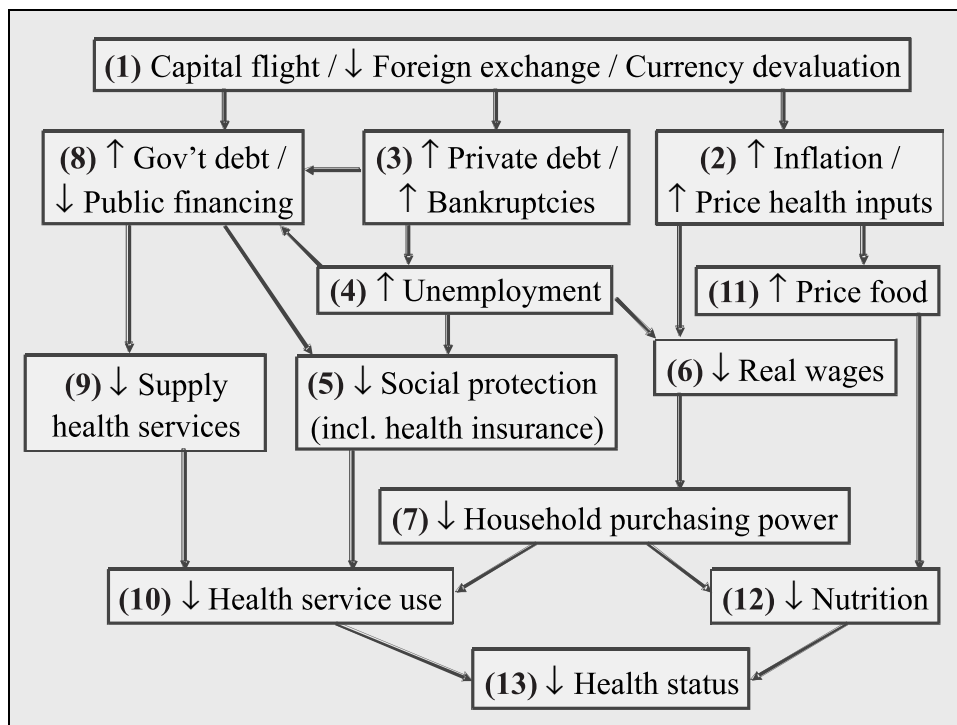 (1) Capital flight / ↓ Foreign exchange / Currency devaluation
(8) ↑ Gov't debt /
↓ Public financing
(3) ↑ Private debt /
↑ Bankruptcies
(2) ↑ Inflation /
↑ Price health inputs
(4) ↑ Unemployment
(11) ↑ Price food
(9) ↓ Supply
health services
(5) ↓ Social protection
(incl. health insurance)
(6) ↓ Real wages
(7) ↓ Household purchasing power
(10) ↓ Health service use
(12) ↓ Nutrition
(13) ↓ Health status